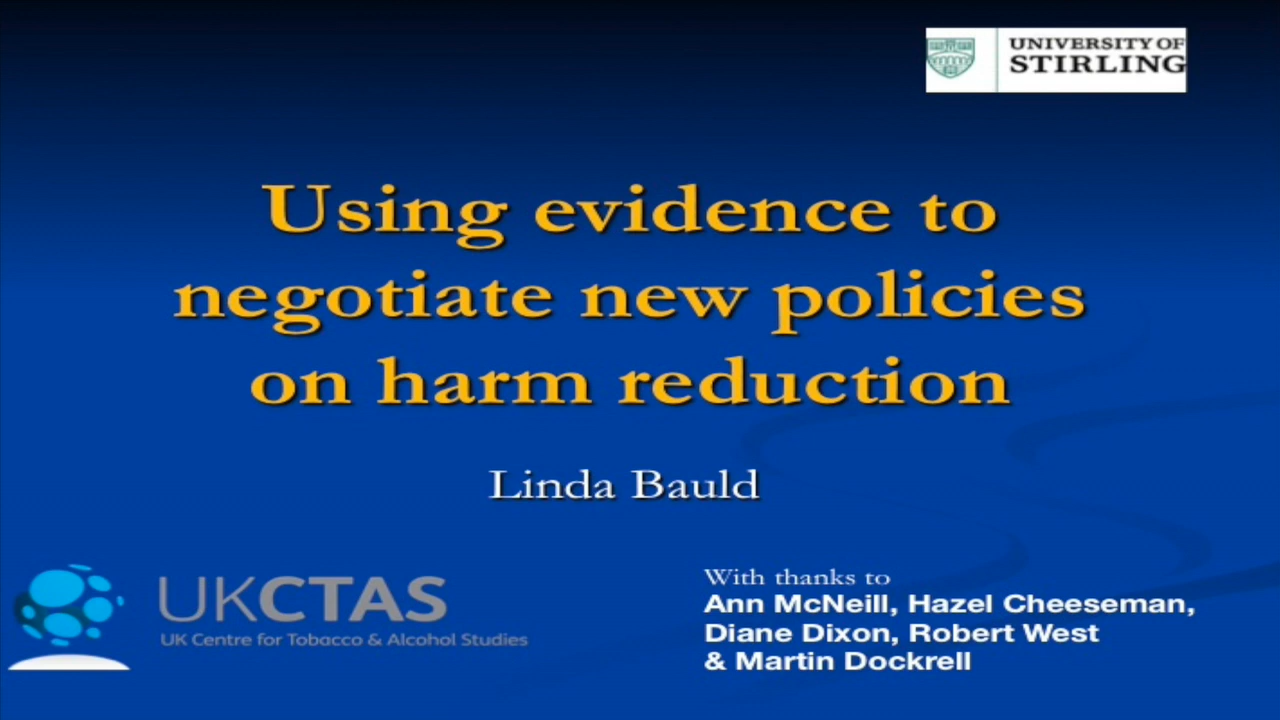 UNIVERSITY OF
STIRLING
Using evidence to
negotiate new policies
on harm reduction
Linda Bauld
UKCTAS
UK Centre for Tobacco & Alcohol Studies
With thanks to
Ann McNeill, Hazel Cheeseman,
Diane Dixon, Robert West
& Martin Dockrell